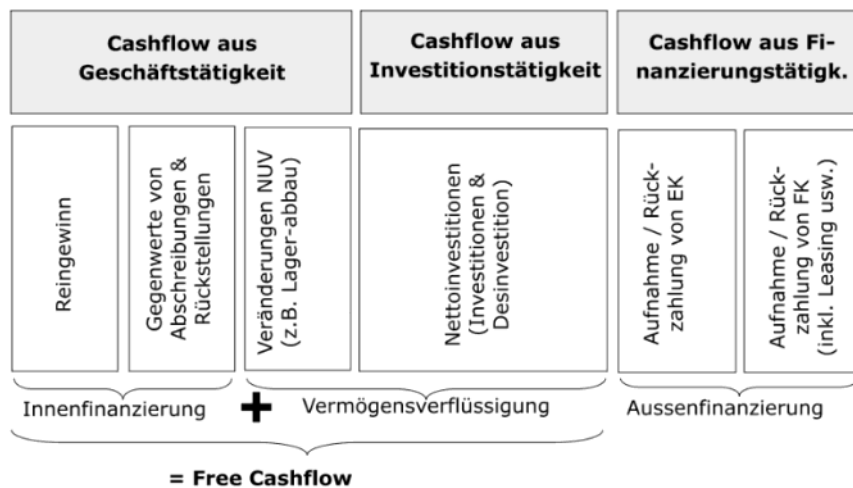 Cashflow aus
Geschäftstätigkeit
Cashflow aus
Investitionstätigkeit
Cashflow aus Fi-
nanzierungstätigk.
Reingewinn
Gegenwerte von
Abschreibungen &
Rückstellungen
Veränderungen NUV
(z.B. Lager-abbau)
Nettoinvestitionen
(Investitionen &
Desinvestition)
Aufnahme / Rück-
zahlung von EK
Aufnahme / Rück-
zahlung von FK
(inkl. Leasing usw.)
Innenfinanzierung
+
Vermögensverflüssigung
Aussenfinanzierung
= Free Cashflow